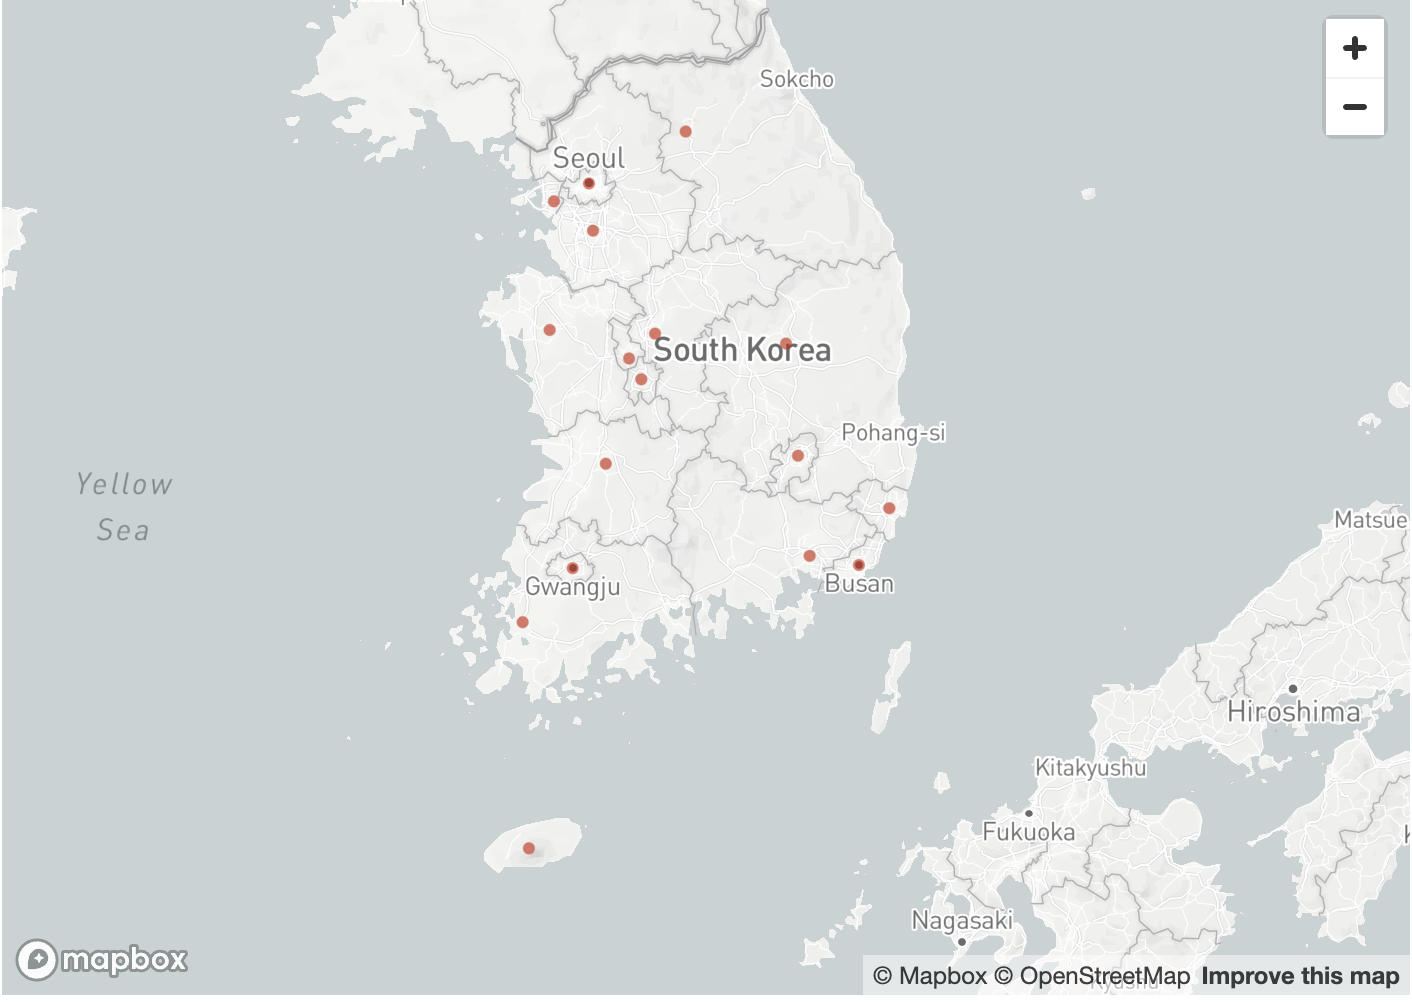 Sokcho
Seoul
South Korea
Pohang-si
Yellow
Sea
Matsue
Gwangju
Busan
Hiroshima
Kitakyushu
Fukuoka
Nagasaki
mapbox
© Mapbox © OpenStreetMap Improve this map